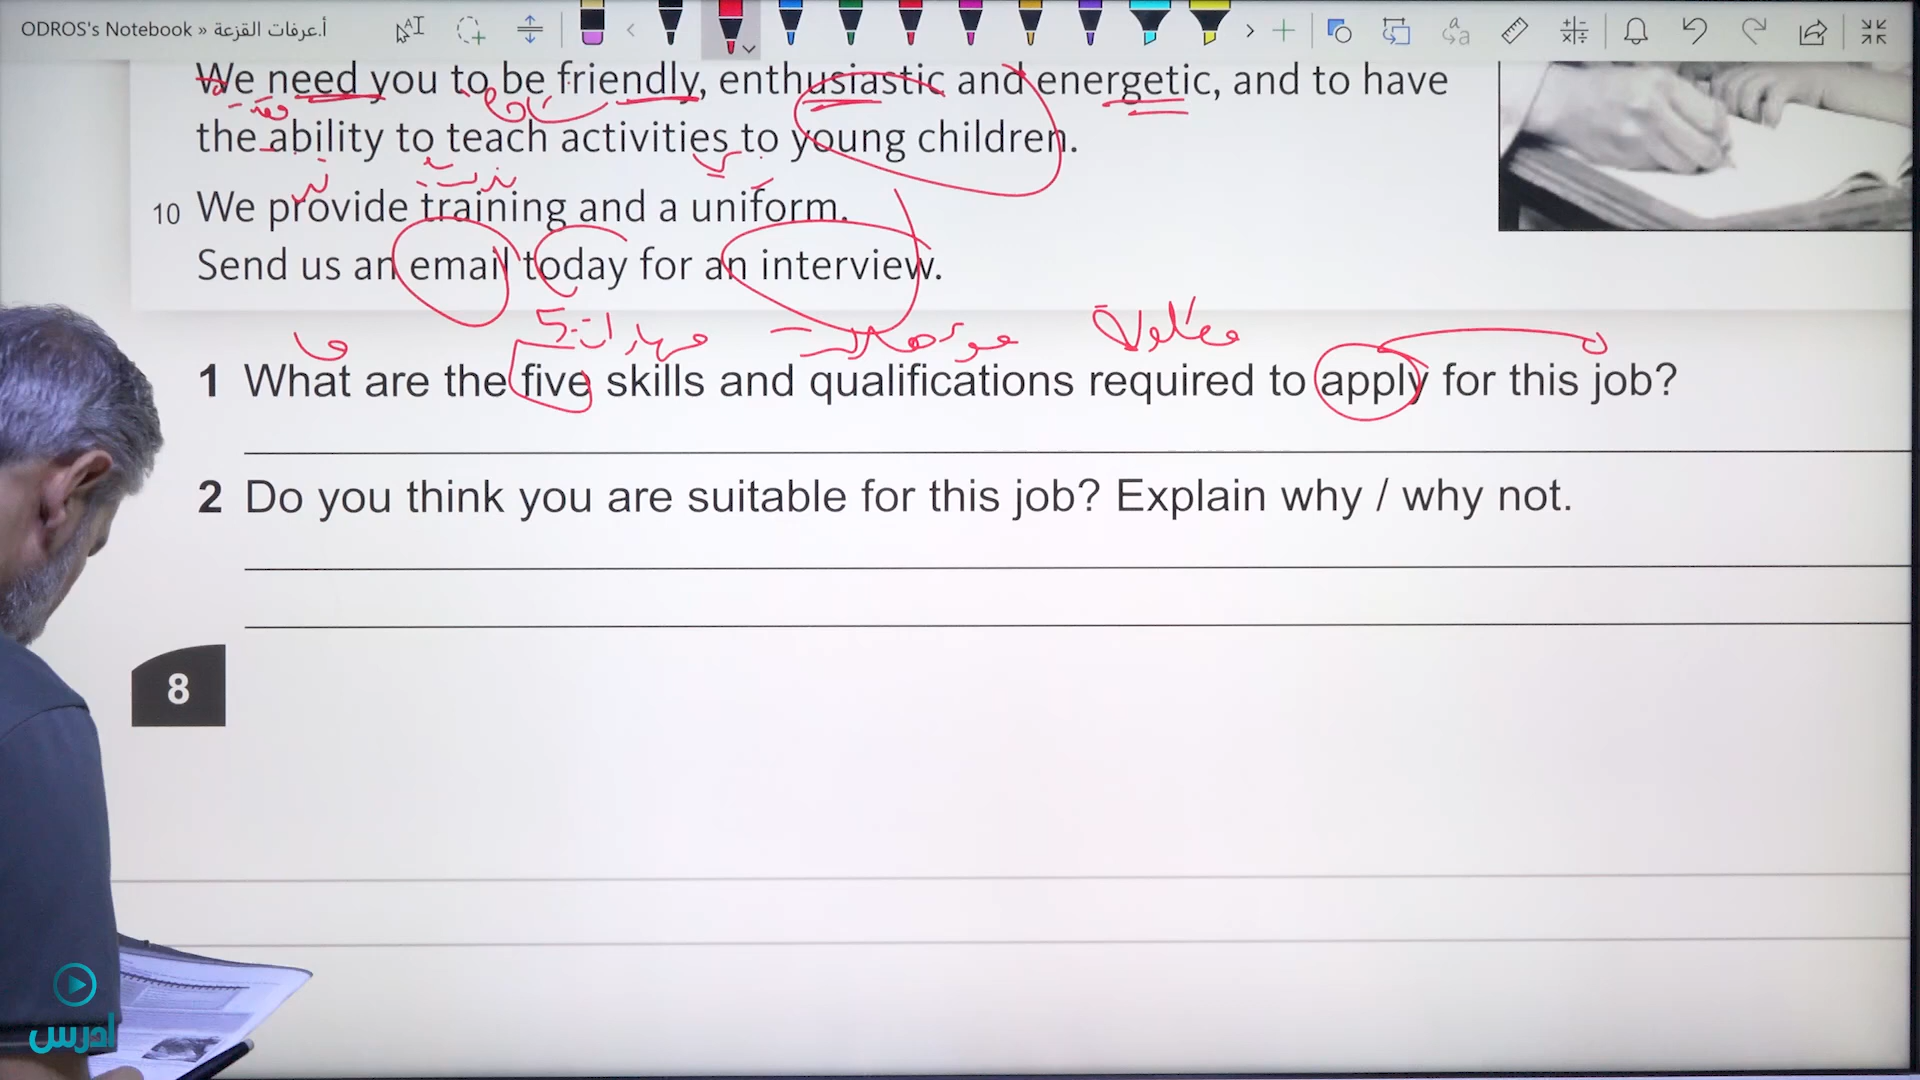 ODROS's Notebook » أ.عرفات القزعة
We need you to be friendly, enthusiastic and energetic, and to have
the ability to teach activities to young children.
10 We provide training and a uniform.
Send us an email today for an interview.
5 مهارات
1 What are the five skills and qualifications required to apply for this job?
2 Do you think you are suitable for this job? Explain why / why not.
8
ادرس